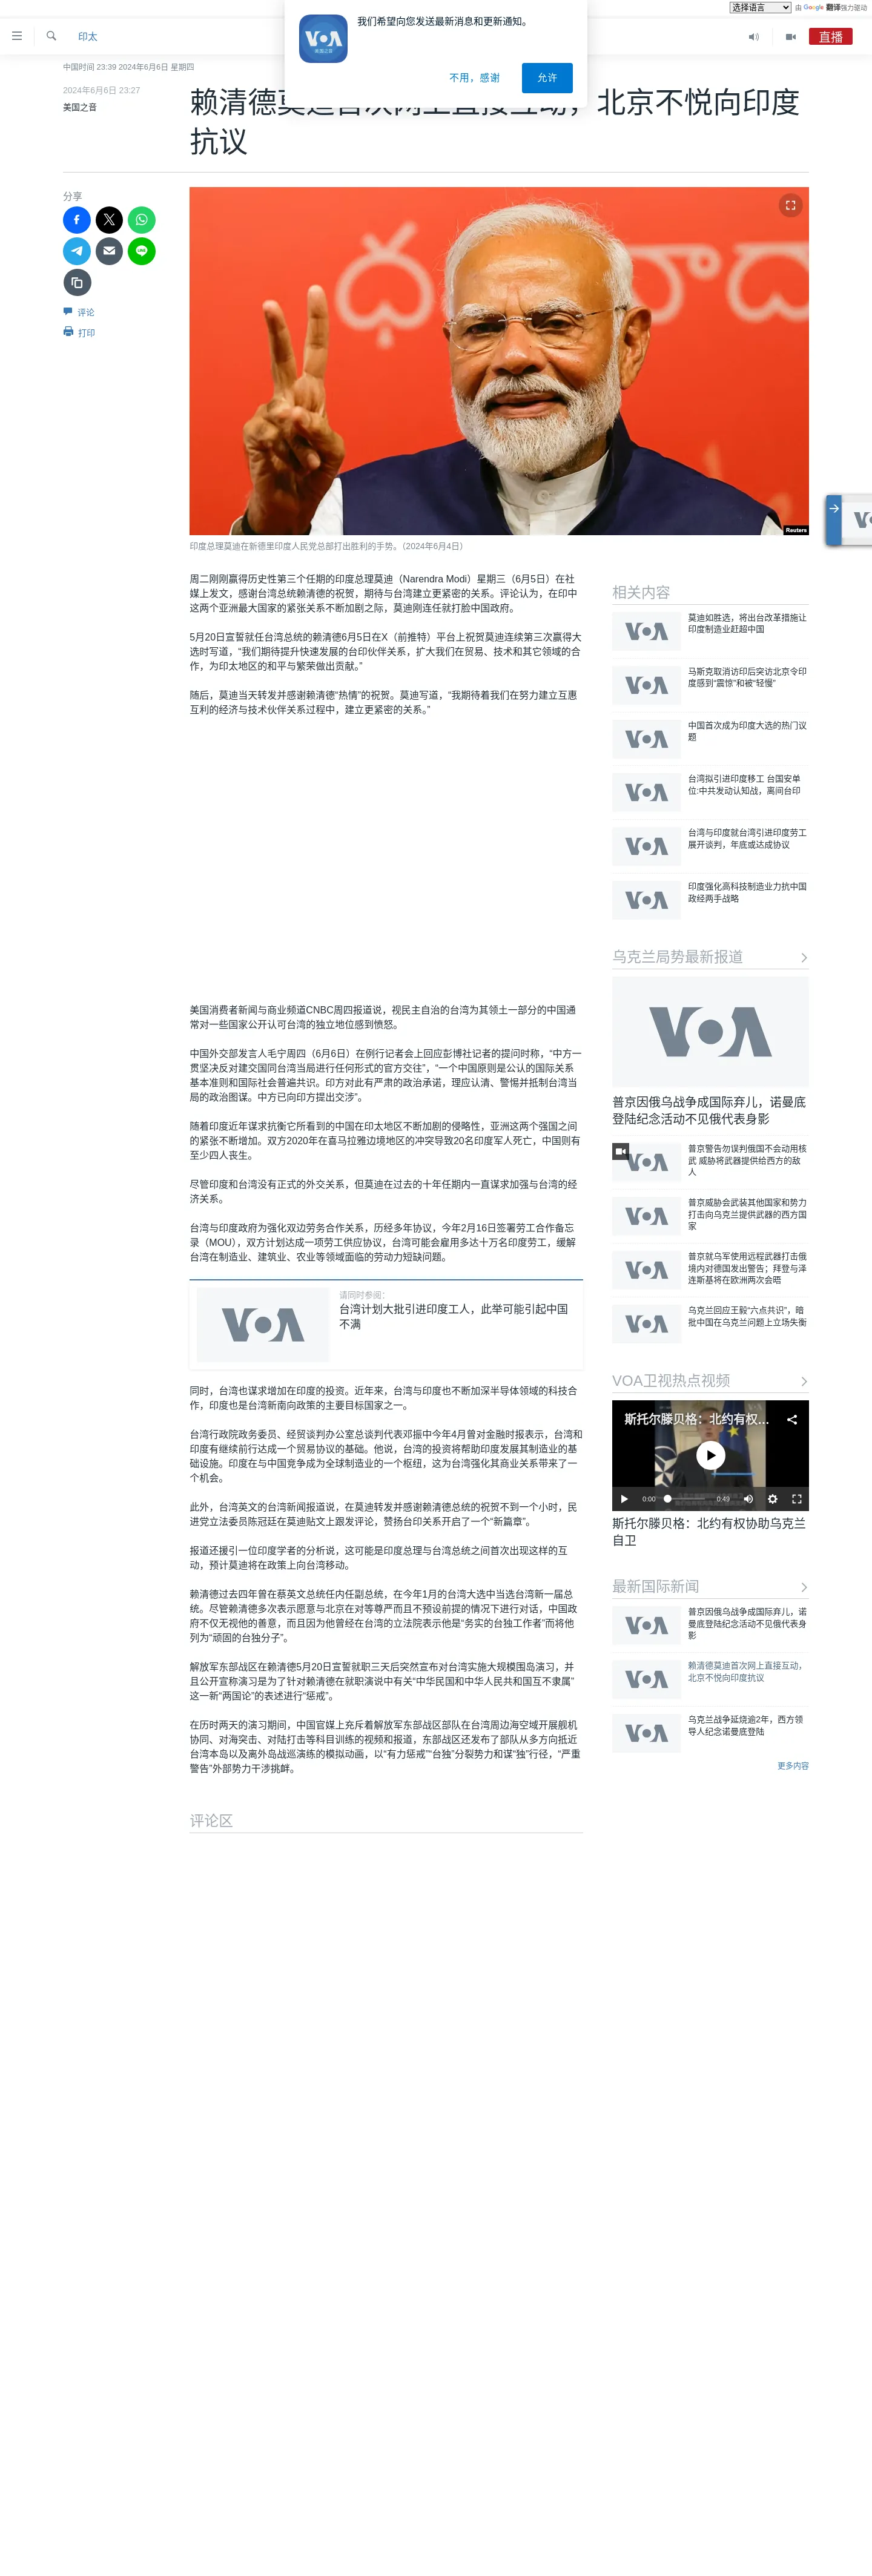 选择语言 由 Google 翻译强力驱动
我们希望向您发送最新消息和更新通知。
VOA
美国之音
不用，感谢
允许
印太
直播
中国时间 23:39 2024年6月6日 星期四
2024年6月6日 23:27
美国之音
赖清德莫迪首次网上直接互动，北京不悦向印度
抗议
分享
评论
打印
Reuters
印度总理莫迪在新德里印度人民党总部打出胜利的手势。（2024年6月4日）
周二刚刚赢得历史性第三个任期的印度总理莫迪（Narendra Modi）星期三（6月5日）在社
媒上发文，感谢台湾总统赖清德的祝贺，期待与台湾建立更紧密的关系。评论认为，在印中
这两个亚洲最大国家的紧张关系不断加剧之际，莫迪刚连任就打脸中国政府。
5月20日宣誓就任台湾总统的赖清德6月5日在X（前推特）平台上祝贺莫迪连续第三次赢得大
选时写道，“我们期待提升快速发展的台印伙伴关系，扩大我们在贸易、技术和其它领域的合
作，为印太地区的和平与繁荣做出贡献。”
随后，莫迪当天转发并感谢赖清德“热情”的祝贺。莫迪写道，“我期待着我们在努力建立互惠
互利的经济与技术伙伴关系过程中，建立更紧密的关系。”
美国消费者新闻与商业频道CNBC周四报道说，视民主自治的台湾为其领土一部分的中国通
常对一些国家公开认可台湾的独立地位感到愤怒。
中国外交部发言人毛宁周四（6月6日）在例行记者会上回应彭博社记者的提问时称，“中方一
贯坚决反对建交国同台湾当局进行任何形式的官方交往”，“一个中国原则是公认的国际关系
基本准则和国际社会普遍共识。印方对此有严肃的政治承诺，理应认清、警惕并抵制台湾当
局的政治图谋。中方已向印方提出交涉”。
随着印度近年谋求抗衡它所看到的中国在印太地区不断加剧的侵略性，亚洲这两个强国之间
的紧张不断增加。双方2020年在喜马拉雅边境地区的冲突导致20名印度军人死亡，中国则有
至少四人丧生。
尽管印度和台湾没有正式的外交关系，但莫迪在过去的十年任期内一直谋求加强与台湾的经
济关系。
台湾与印度政府为强化双边劳务合作关系，历经多年协议，今年2月16日签署劳工合作备忘
录（MOU），双方计划达成一项劳工供应协议，台湾可能会雇用多达十万名印度劳工，缓解
台湾在制造业、建筑业、农业等领域面临的劳动力短缺问题。
VOA
请同时参阅：
台湾计划大批引进印度工人，此举可能引起中国
不满
同时，台湾也谋求增加在印度的投资。近年来，台湾与印度也不断加深半导体领域的科技合
作，印度也是台湾新南向政策的主要目标国家之一。
台湾行政院政务委员、经贸谈判办公室总谈判代表邓振中今年4月曾对金融时报表示，台湾和
印度有继续前行达成一个贸易协议的基础。他说，台湾的投资将帮助印度发展其制造业的基
础设施。印度在与中国竞争成为全球制造业的一个枢纽，这为台湾强化其商业关系带来了一
个机会。
此外，台湾英文的台湾新闻报道说，在莫迪转发并感谢赖清德总统的祝贺不到一个小时，民
进党立法委员陈冠廷在莫迪贴文上跟发评论，赞扬台印关系开启了一个“新篇章”。
报道还援引一位印度学者的分析说，这可能是印度总理与台湾总统之间首次出现这样的互
动，预计莫迪将在政策上向台湾移动。
赖清德过去四年曾在蔡英文总统任内任副总统，在今年1月的台湾大选中当选台湾新一届总
统。尽管赖清德多次表示愿意与北京在对等尊严而且不预设前提的情况下进行对话，中国政
府不仅无视他的善意，而且因为他曾经在台湾的立法院表示他是“务实的台独工作者”而将他
列为“顽固的台独分子”。
解放军东部战区在赖清德5月20日宣誓就职三天后突然宣布对台湾实施大规模围岛演习，并
且公开宣称演习是为了针对赖清德在就职演说中有关“中华民国和中华人民共和国互不隶属”
这一新“两国论”的表述进行“惩戒”。
在历时两天的演习期间，中国官媒上充斥着解放军东部战区部队在台湾周边海空域开展舰机
协同、对海突击、对陆打击等科目训练的视频和报道，东部战区还发布了部队从多方向抵近
台湾本岛以及离外岛战巡演练的模拟动画，以“有力惩戒”“台独”分裂势力和谋“独”行径，“严重
警告”外部势力干涉挑衅。
评论区
相关内容
VOA
莫迪如胜选，将出台改革措施让
印度制造业赶超中国
VOA
马斯克取消访印后突访北京令印
度感到“震惊”和被“轻慢”
VOA
中国首次成为印度大选的热门议
题
VOA
台湾拟引进印度移工 台国安单
位:中共发动认知战，离间台印
VOA
台湾与印度就台湾引进印度劳工
展开谈判，年底或达成协议
VOA
印度强化高科技制造业力抗中国
政经两手战略
乌克兰局势最新报道
VOA
普京因俄乌战争成国际弃儿，诺曼底
登陆纪念活动不见俄代表身影
VOA
普京警告勿误判俄国不会动用核
武 威胁将武器提供给西方的敌
人
VOA
普京威胁会武装其他国家和势力
打击向乌克兰提供武器的西方国
家
VOA
普京就乌军使用远程武器打击俄
境内对德国发出警告；拜登与泽
连斯基将在欧洲两次会晤
VOA
乌克兰回应王毅“六点共识”，暗
批中国在乌克兰问题上立场失衡
VOA卫视热点视频
斯托尔滕贝格：北约有权…
0:00
0:49
斯托尔滕贝格：北约有权协助乌克兰
自卫
最新国际新闻
VOA
普京因俄乌战争成国际弃儿，诺
曼底登陆纪念活动不见俄代表身
影
VOA
赖清德莫迪首次网上直接互动，
北京不悦向印度抗议
VOA
乌克兰战争延烧逾2年，西方领
导人纪念诺曼底登陆
更多内容